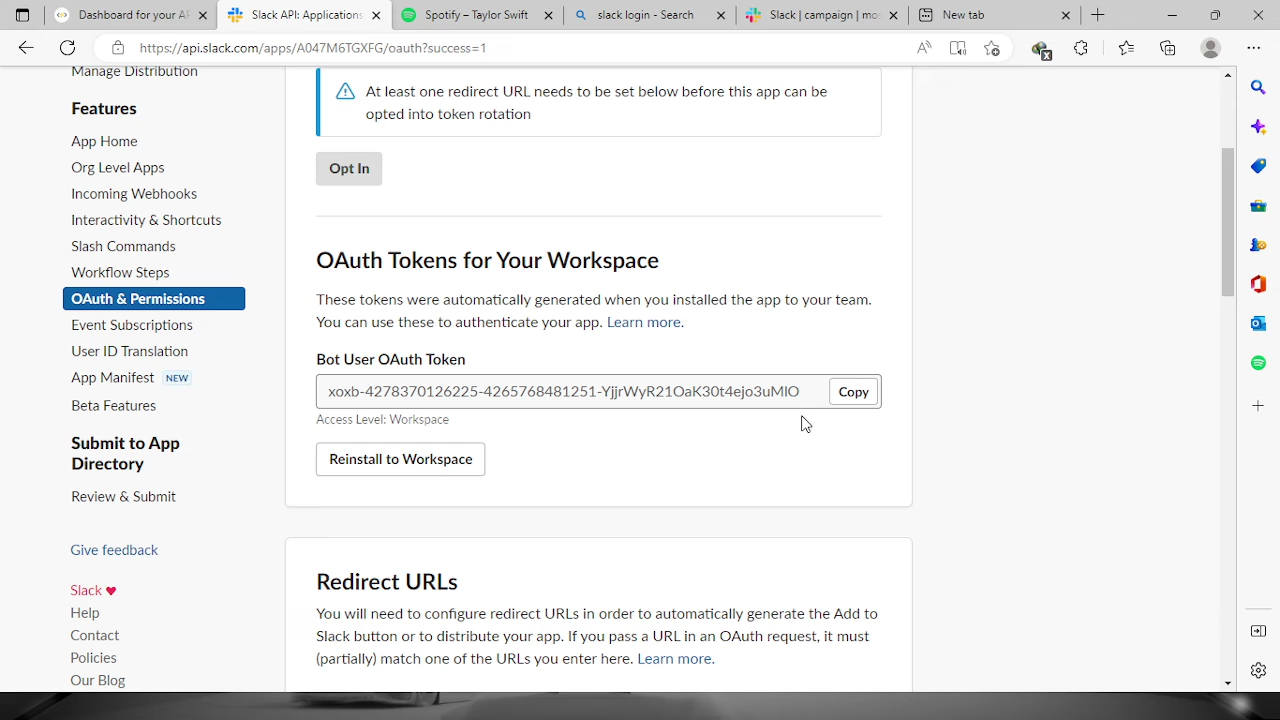 Dashboard for your AP
Slack API: Applications
Spotify – Taylor Swift
slack login - Search
Slack | campaign | mos
New tab
https://api.slack.com/apps/A047M6TGXFG/oauth?success=1
Manage Distribution
Features
App Home
Org Level Apps
Incoming Webhooks
Interactivity & Shortcuts
Slash Commands
Workflow Steps
OAuth & Permissions
Event Subscriptions
User ID Translation
App Manifest NEW
Beta Features
Submit to App
Directory
Review & Submit
Give feedback
Slack
Help
Contact
Policies
Our Blog
At least one redirect URL needs to be set below before this app can be
opted into token rotation
Opt In
OAuth Tokens for Your Workspace
These tokens were automatically generated when you installed the app to your team.
You can use these to authenticate your app. Learn more.
Bot User OAuth Token
xoxb-4278370126225-4265768481251-YjjrWyR21OaK30t4ejo3uMlO
Copy
Access Level: Workspace
Reinstall to Workspace
Redirect URLs
You will need to configure redirect URLs in order to automatically generate the Add to
Slack button or to distribute your app. If you pass a URL in an OAuth request, it must
(partially) match one of the URLs you enter here. Learn more.